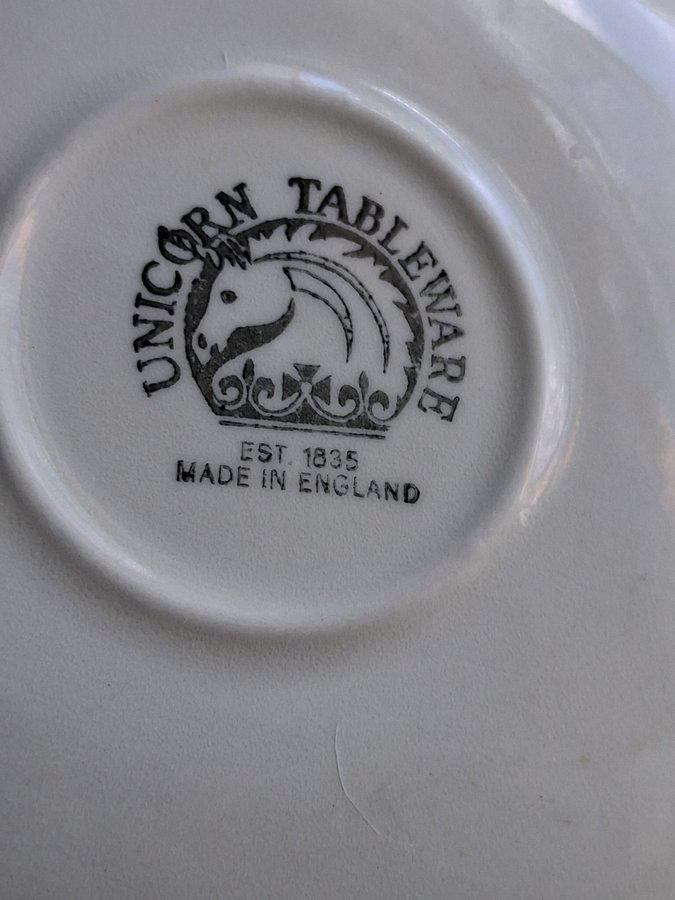 UNICORN TABLEWARE
EST. 1835
MADE IN ENGLAND